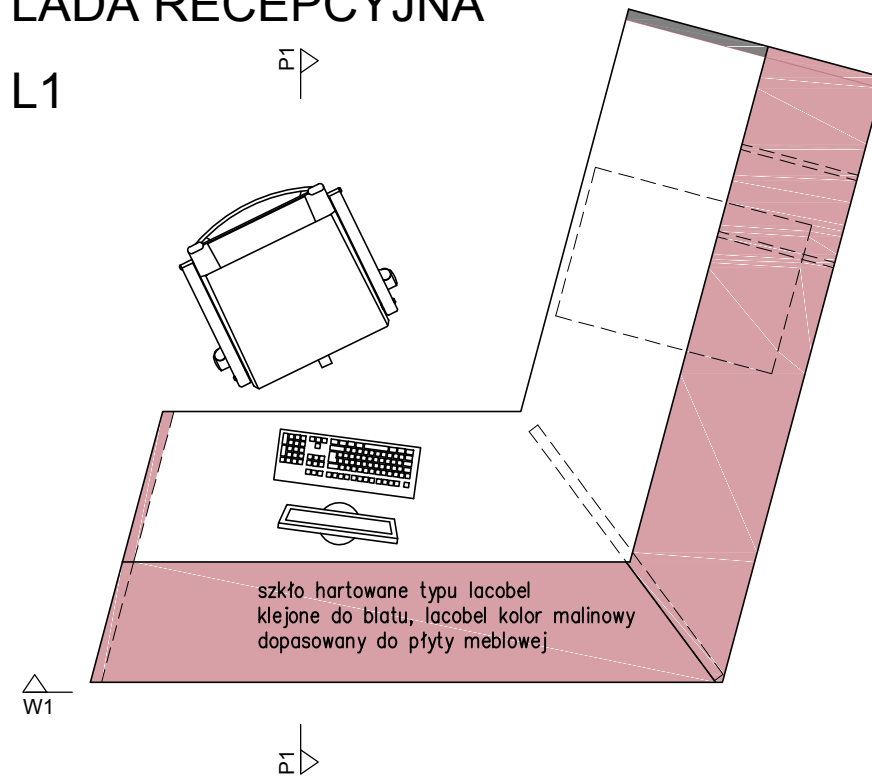 LADA RECEPCYJNA
L1
P1
szkło hartowane typu lacobel
klejone do blatu, lacobel kolor malinowy
dopasowany do płyty meblowej
W1
P1